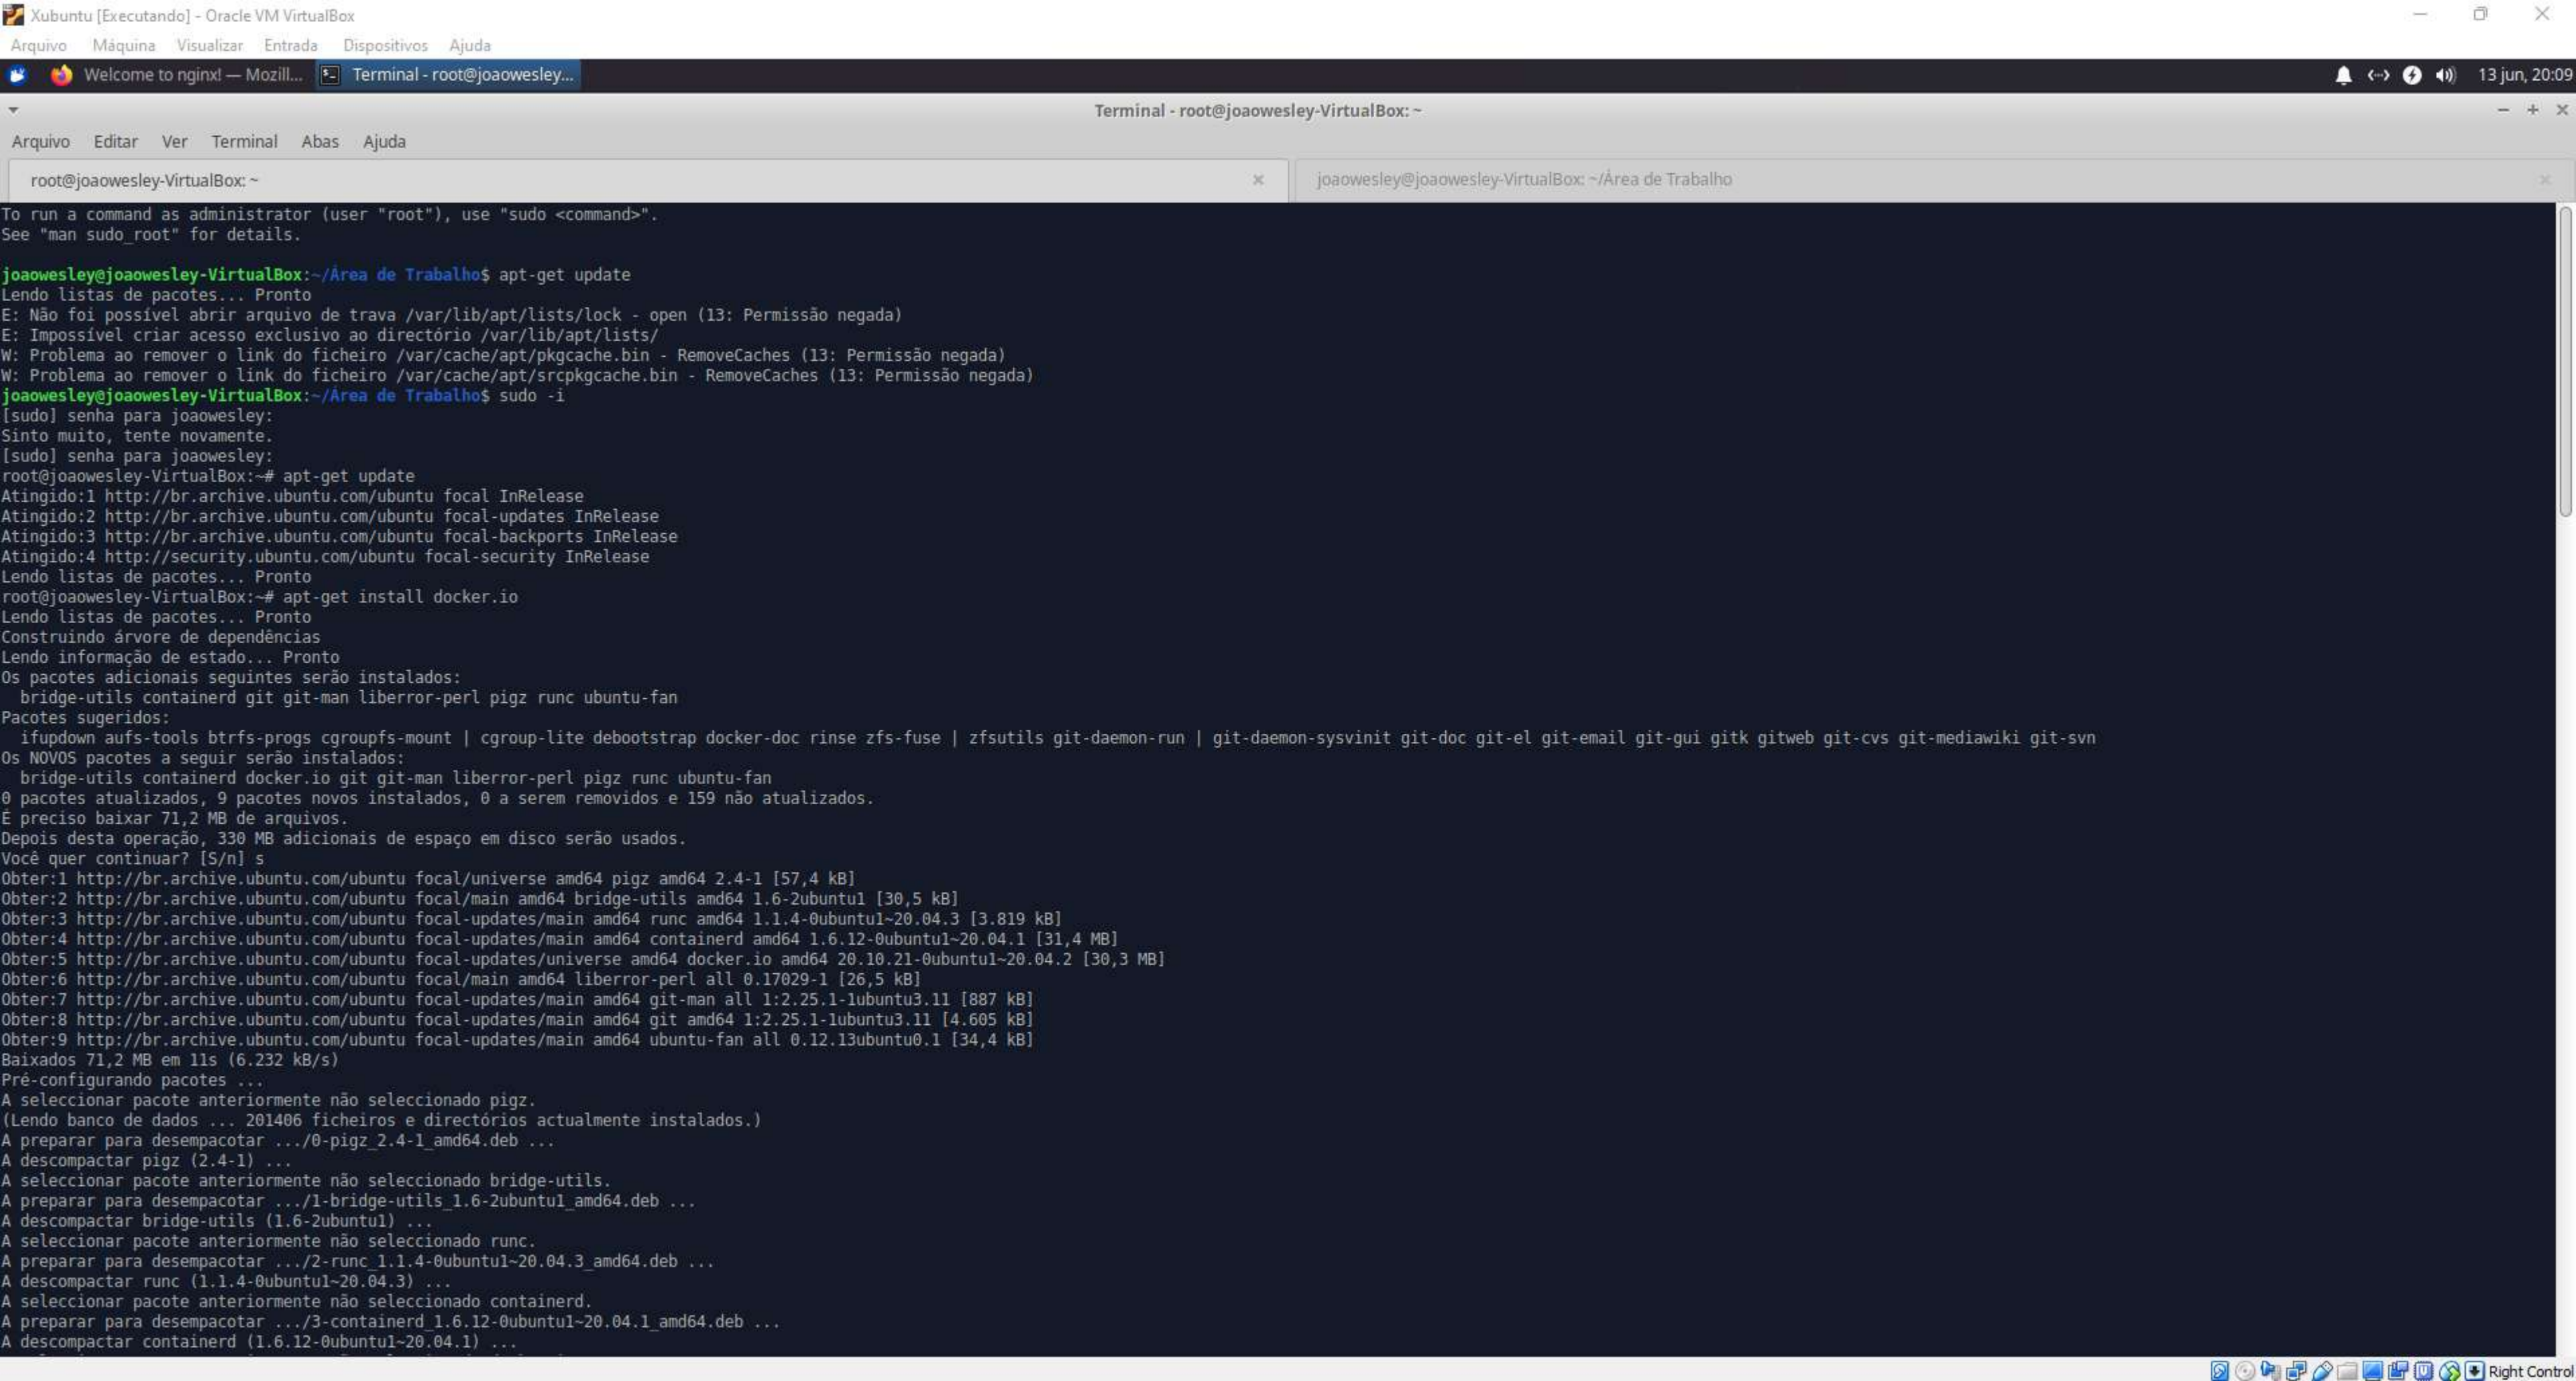 Xubuntu [Executando] - Oracle VM VirtualBox
Arquivo Máquina Visualizar Entrada Dispositivos Ajuda
Welcome to nginx! — Mozill... Terminal - root@joaowesley... 13 jun, 20:09
Terminal - root@joaowesley-VirtualBox: ~
Arquivo Editar Ver Terminal Abas Ajuda
root@joaowesley-VirtualBox: ~ joaowesley@joaowesley-VirtualBox: ~/Área de Trabalho
To run a command as administrator (user "root"), use "sudo <command>".
See "man sudo_root" for details.
joaowesley@joaowesley-VirtualBox:~/Área de Trabalho$ apt-get update
Lendo listas de pacotes... Pronto
E: Não foi possível abrir arquivo de trava /var/lib/apt/lists/lock - open (13: Permissão negada)
E: Impossível criar acesso exclusivo ao directório /var/lib/apt/lists/
W: Problema ao remover o link do ficheiro /var/cache/apt/pkgcache.bin - RemoveCaches (13: Permissão negada)
W: Problema ao remover o link do ficheiro /var/cache/apt/srcpkgcache.bin - RemoveCaches (13: Permissão negada)
joaowesley@joaowesley-VirtualBox:~/Área de Trabalho$ sudo -i
[sudo] senha para joaowesley:
Sinto muito, tente novamente.
[sudo] senha para joaowesley:
root@joaowesley-VirtualBox:~# apt-get update
Atingido:1 http://br.archive.ubuntu.com/ubuntu focal InRelease
Atingido:2 http://br.archive.ubuntu.com/ubuntu focal-updates InRelease
Atingido:3 http://br.archive.ubuntu.com/ubuntu focal-backports InRelease
Atingido:4 http://security.ubuntu.com/ubuntu focal-security InRelease
Lendo listas de pacotes... Pronto
root@joaowesley-VirtualBox:~# apt-get install docker.io
Lendo listas de pacotes... Pronto
Construindo árvore de dependências
Lendo informação de estado... Pronto
Os pacotes adicionais seguintes serão instalados:
  bridge-utils containerd git git-man liberror-perl pigz runc ubuntu-fan
Pacotes sugeridos:
  ifupdown aufs-tools btrfs-progs cgroupfs-mount | cgroup-lite debootstrap docker-doc rinse zfs-fuse | zfsutils git-daemon-run | git-daemon-sysvinit git-doc git-el git-email git-gui gitk gitweb git-cvs git-mediawiki git-svn
Os NOVOS pacotes a seguir serão instalados:
  bridge-utils containerd docker.io git git-man liberror-perl pigz runc ubuntu-fan
0 pacotes atualizados, 9 pacotes novos instalados, 0 a serem removidos e 159 não atualizados.
É preciso baixar 71,2 MB de arquivos.
Depois desta operação, 330 MB adicionais de espaço em disco serão usados.
Você quer continuar? [S/n] s
Obter:1 http://br.archive.ubuntu.com/ubuntu focal/universe amd64 pigz amd64 2.4-1 [57,4 kB]
Obter:2 http://br.archive.ubuntu.com/ubuntu focal/main amd64 bridge-utils amd64 1.6-2ubuntu1 [30,5 kB]
Obter:3 http://br.archive.ubuntu.com/ubuntu focal-updates/main amd64 runc amd64 1.1.4-0ubuntu1~20.04.3 [3.819 kB]
Obter:4 http://br.archive.ubuntu.com/ubuntu focal-updates/main amd64 containerd amd64 1.6.12-0ubuntu1~20.04.1 [31,4 MB]
Obter:5 http://br.archive.ubuntu.com/ubuntu focal-updates/universe amd64 docker.io amd64 20.10.21-0ubuntu1~20.04.2 [30,3 MB]
Obter:6 http://br.archive.ubuntu.com/ubuntu focal/main amd64 liberror-perl all 0.17029-1 [26,5 kB]
Obter:7 http://br.archive.ubuntu.com/ubuntu focal-updates/main amd64 git-man all 1:2.25.1-1ubuntu3.11 [887 kB]
Obter:8 http://br.archive.ubuntu.com/ubuntu focal-updates/main amd64 git amd64 1:2.25.1-1ubuntu3.11 [4.605 kB]
Obter:9 http://br.archive.ubuntu.com/ubuntu focal-updates/main amd64 ubuntu-fan all 0.12.13ubuntu0.1 [34,4 kB]
Baixados 71,2 MB em 11s (6.232 kB/s)
Pré-configurando pacotes ...
A seleccionar pacote anteriormente não seleccionado pigz.
(Lendo banco de dados ... 201406 ficheiros e directórios actualmente instalados.)
A preparar para desempacotar .../0-pigz_2.4-1_amd64.deb ...
A descompactar pigz (2.4-1) ...
A seleccionar pacote anteriormente não seleccionado bridge-utils.
A preparar para desempacotar .../1-bridge-utils_1.6-2ubuntu1_amd64.deb ...
A descompactar bridge-utils (1.6-2ubuntu1) ...
A seleccionar pacote anteriormente não seleccionado runc.
A preparar para desempacotar .../2-runc_1.1.4-0ubuntu1~20.04.3_amd64.deb ...
A descompactar runc (1.1.4-0ubuntu1~20.04.3) ...
A seleccionar pacote anteriormente não seleccionado containerd.
A preparar para desempacotar .../3-containerd_1.6.12-0ubuntu1~20.04.1_amd64.deb ...
A descompactar containerd (1.6.12-0ubuntu1~20.04.1) ...
Right Control